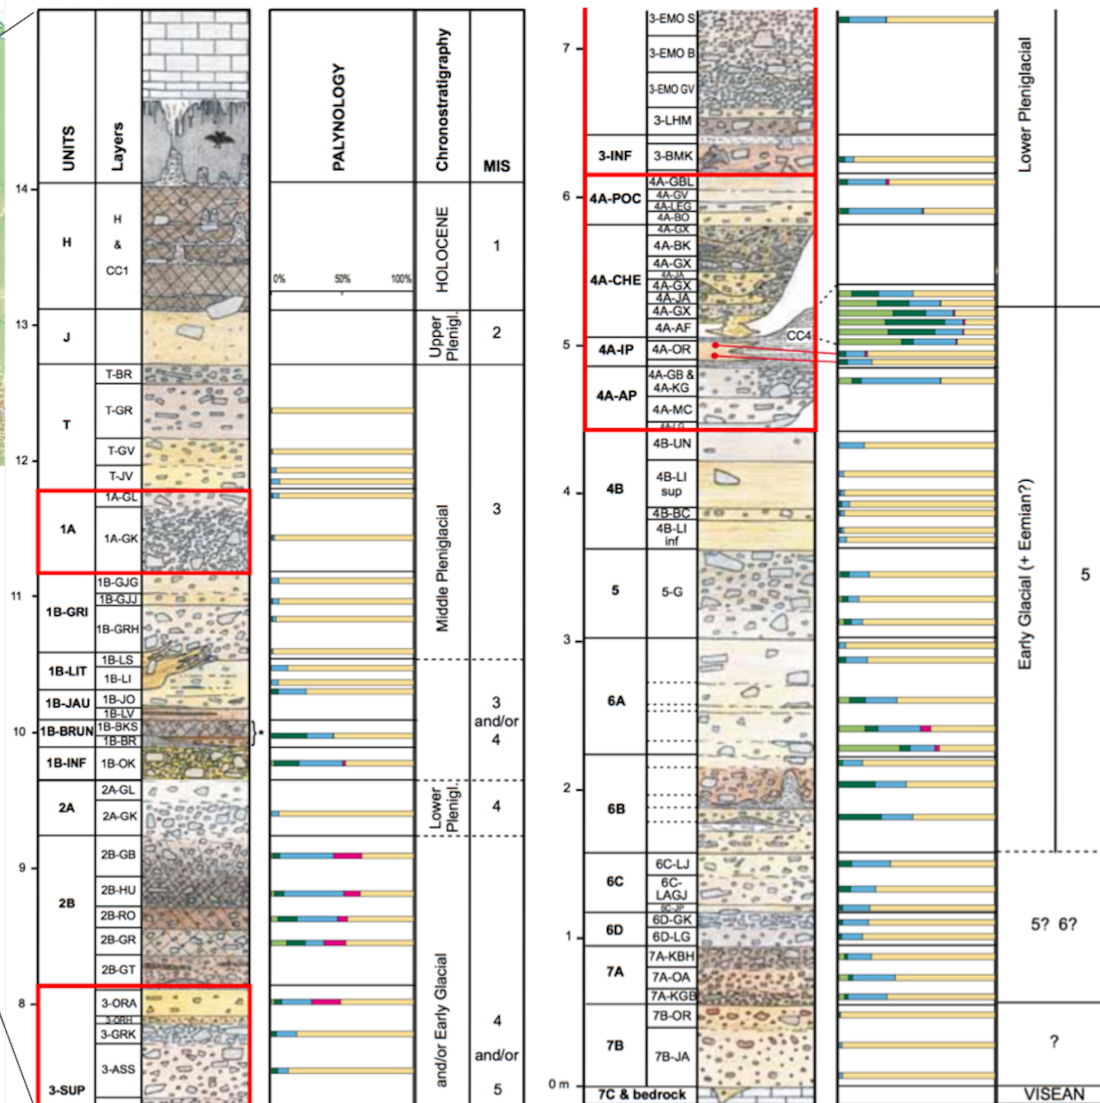 UNITS
Layers
PALYNOLOGY
Chronostratigraphy
MIS
14
H
H
&
CC1
0%
50%
100%
HOLOCENE
1
13
J
Upper
Plenigl.
2
T-BR
T
T-GR
12
T-GV
T-JV
1A-GL
1A
1A-GK
3
Middle Pleniglacial
11
1B-GJG
1B-GJJ
1B-GRI
1B-GRH
1B-LS
1B-LIT
1B-LI
1B-JAU
1B-JO
1B-LV
10
1B-BRUN
1B-BKS
*
1B-BR
3
and/or
4
1B-INF
1B-OK
2A-GL
2A
2A-GK
Lower
Plenigl.
4
9
2B-GB
2B-HU
2B
2B-RO
2B-GR
2B-GT
8
3-ORA
3-ORH
3-GRK
3-ASS
3-SUP
and/or Early Glacial
4
and/or
5
7
3-EMO S
3-EMO B
3-EMO GV
3-LHM
3-INF
3-BMK
Lower Pleniglacial
6
4A-POC
4A-GBL
4A-GV
4A-LEG
4A-BO
4A-GX
4A-BK
4A-CHE
4A-GX
4A-JA
4A-GX
4A-JA
4A-GX
4A-AF
CC4
5
4A-IP
4A-OR
4A-GB &
4A-KG
4A-AP
4A-MC
4A-LG
4B-UN
4B
4B-LI
sup
4
4B-BC
4B-LI
inf
5
5-G
Early Glacial (+ Eemian?)
5
3
6A
2
6B
6C-LJ
6C
6C-
LAGJ
6C-JP
6D-GK
6D
6D-LG
5? 6?
1
7A-KBH
7A
7A-OA
7A-KGB
7B-OR
7B
7B-JA
?
0 m
7C & bedrock
VISEAN